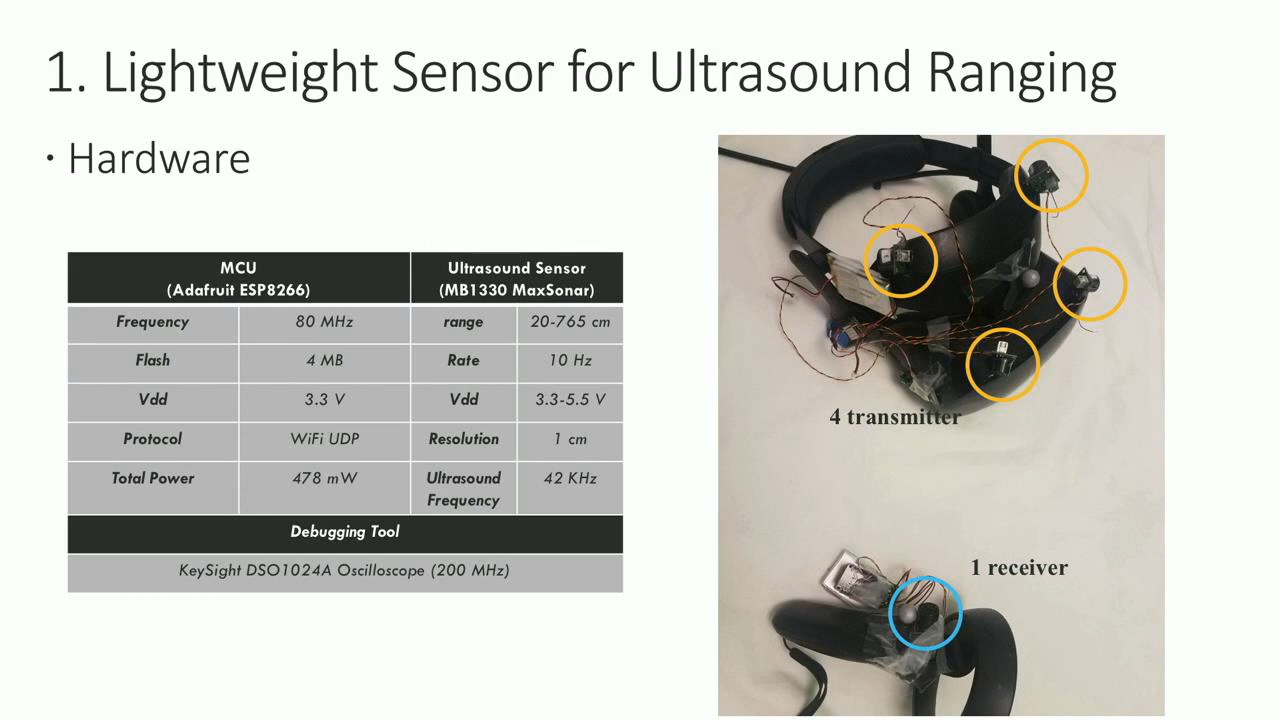 1. Lightweight Sensor for Ultrasound Ranging
· Hardware
MCU
(Adafruit ESP8266)
Ultrasound Sensor
(MB1330 MaxSonar)
Frequency 80 MHz range 20-765 cm
Flash 4 MB Rate 10 Hz
Vdd 3.3 V Vdd 3.3-5.5 V
Protocol WiFi UDP Resolution 1 cm
Total Power 478 mW Ultrasound Frequency 42 KHz
Debugging Tool
KeySight DSO1024A Oscilloscope (200 MHz)
4 transmitter
1 receiver